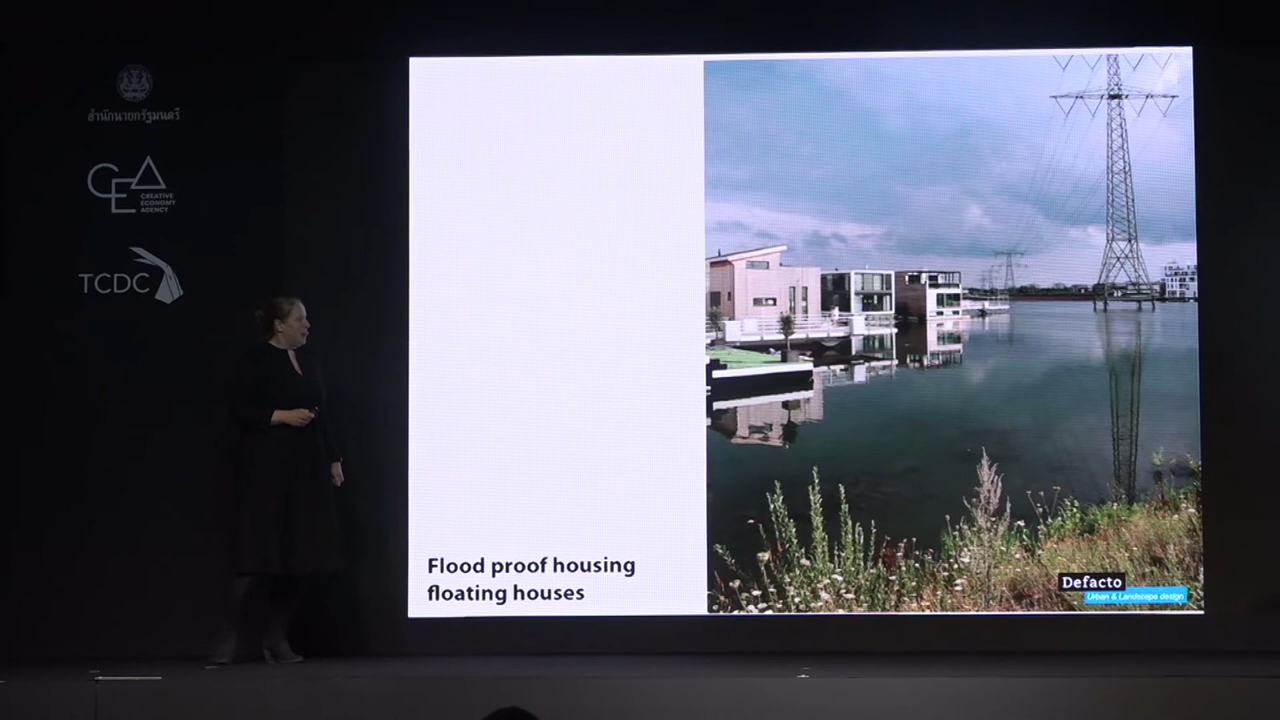 สำนักนายกรัฐมนตรี
CEA
CREATIVE
ECONOMY
AGENCY
TCDC
Flood proof housing
floating houses
Defacto
Urban & Landscape design